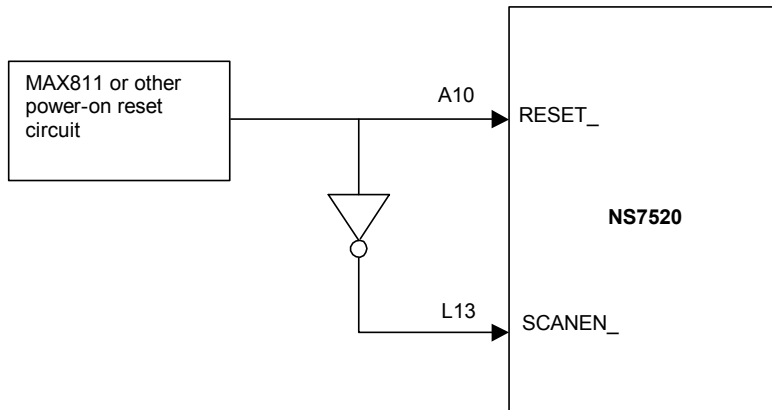 MAX811 or other
power-on reset
circuit
A10
RESET_
NS7520
L13
SCANEN_